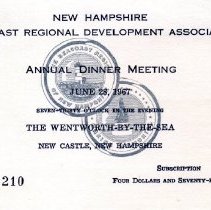 NEW HAMPSHIRE
AST REGIONAL DEVELOPMENT ASSOCIA
ANNUAL DINNER MEETING
JUNE 28, 1967
SEVEN-THIRTY O'CLOCK IN THE EVENING
THE WENTWORTH-BY-THE-SEA
NEW CASTLE, NEW HAMPSHIRE
SUBSCRIPTION
210
FOUR DOLLARS AND SEVENTY-F